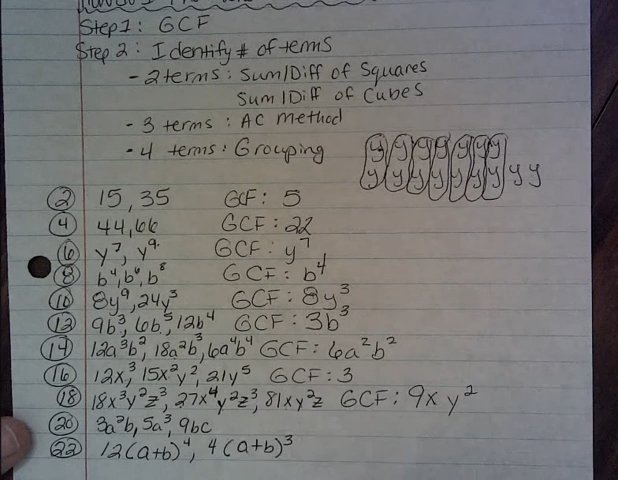 Step 1: GCF
Step 2: Identify # of terms
- 2 terms: Sum/Diff of Squares
Sum/Diff of Cubes
- 3 terms: AC method
- 4 terms: Grouping
y y y y y y y
y y y y y y y y y
② 15, 35 GCF: 5
④ 44, 66 GCF: 22
⑥ y⁷, y⁹ GCF: y⁷
⑧ b⁴, b⁶, b⁸ GCF: b⁴
⑩ 8y⁹, 24y³ GCF: 8y³
⑫ 9b³, 6b⁵, 12b⁴ GCF: 3b³
⑭ 12a³b², 18a²b³, 6a⁴b⁴ GCF: 6a²b²
⑯ 12x³, 15x²y², 21y⁵ GCF: 3
⑱ 18x³y²z³, 27x⁴y²z³, 81xy²z GCF: 9xy²
⑳ 3a²b, 5a³, 9bc
㉒ 12(a+b)⁴, 4(a+b)³